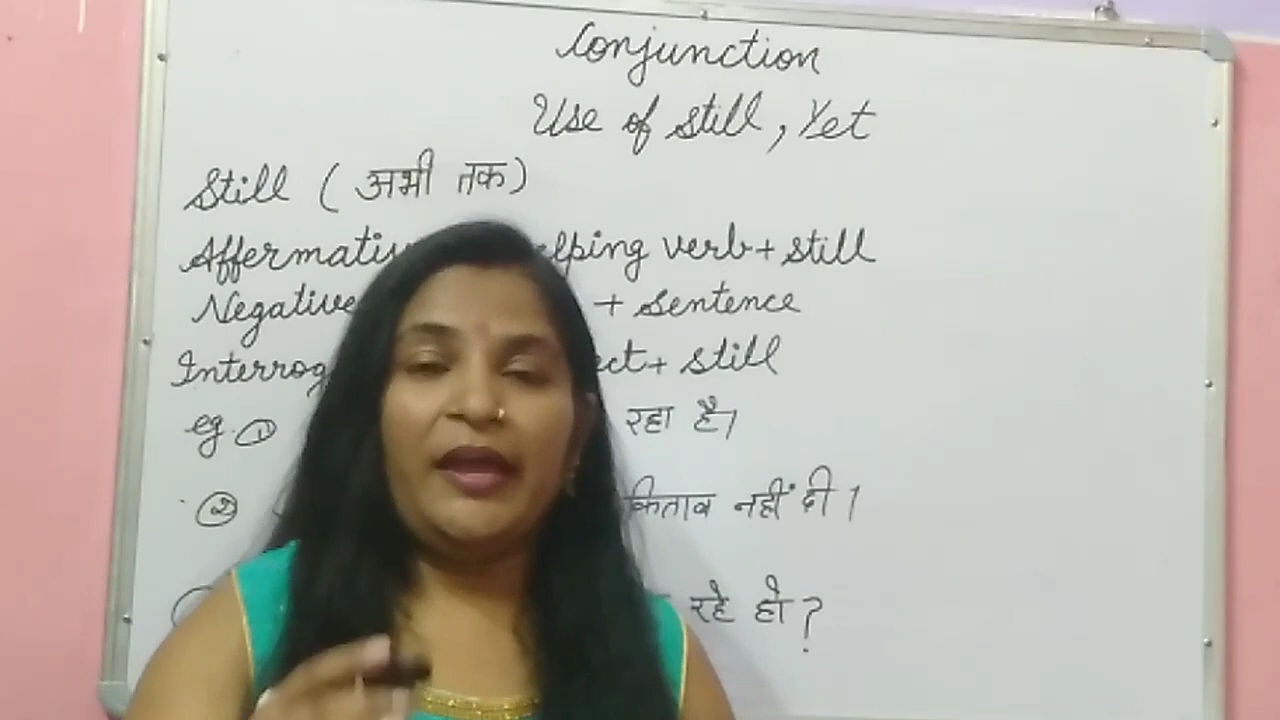 Conjunction
Use of still, Yet
Still ( अभी तक)
Affermativ elping verb + still
Negative + sentence
Interrog ect + still
eg. ① रहा है।
② किताब नहीं दी ।
रहे हो ?